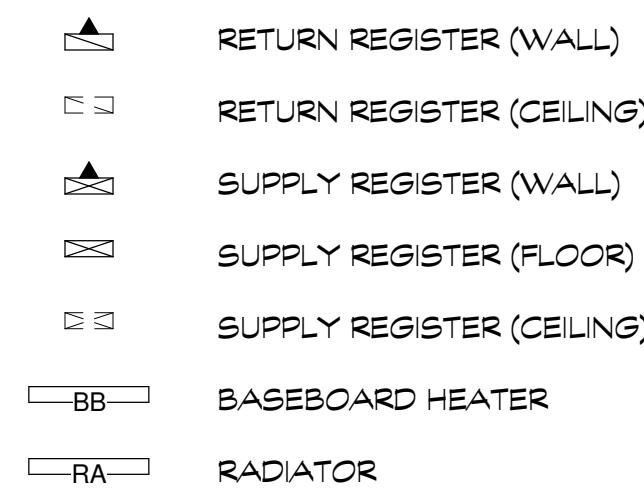 RETURN REGISTER (WALL)
RETURN REGISTER (CEILING)
SUPPLY REGISTER (WALL)
SUPPLY REGISTER (FLOOR)
SUPPLY REGISTER (CEILING)
BB BASEBOARD HEATER
RA RADIATOR